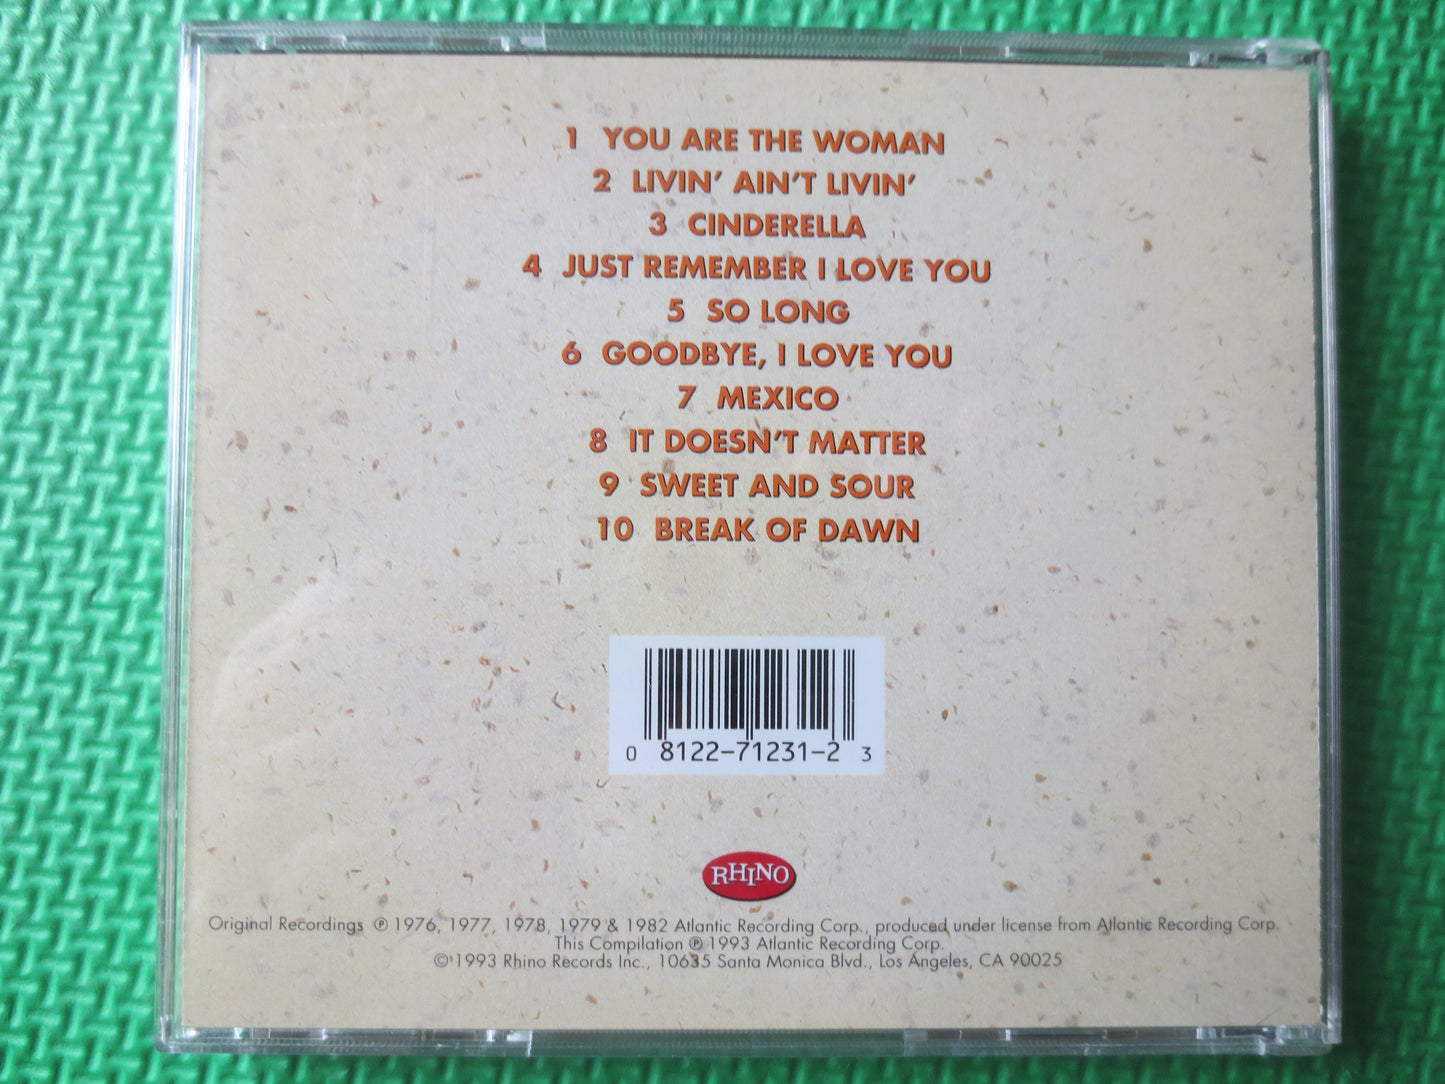 1 YOU ARE THE WOMAN
2 LIVIN' AIN'T LIVIN'
3 CINDERELLA
4 JUST REMEMBER I LOVE YOU
5 SO LONG
6 GOODBYE, I LOVE YOU
7 MEXICO
8 IT DOESN'T MATTER
9 SWEET AND SOUR
10 BREAK OF DAWN
0 8122-71231-2 3
RHINO
Original Recordings ℗ 1976, 1977, 1978, 1979 & 1982 Atlantic Recording Corp., produced under license from Atlantic Recording Corp.
This Compilation ℗ 1993 Atlantic Recording Corp.
© 1993 Rhino Records Inc., 10635 Santa Monica Blvd., Los Angeles, CA 90025